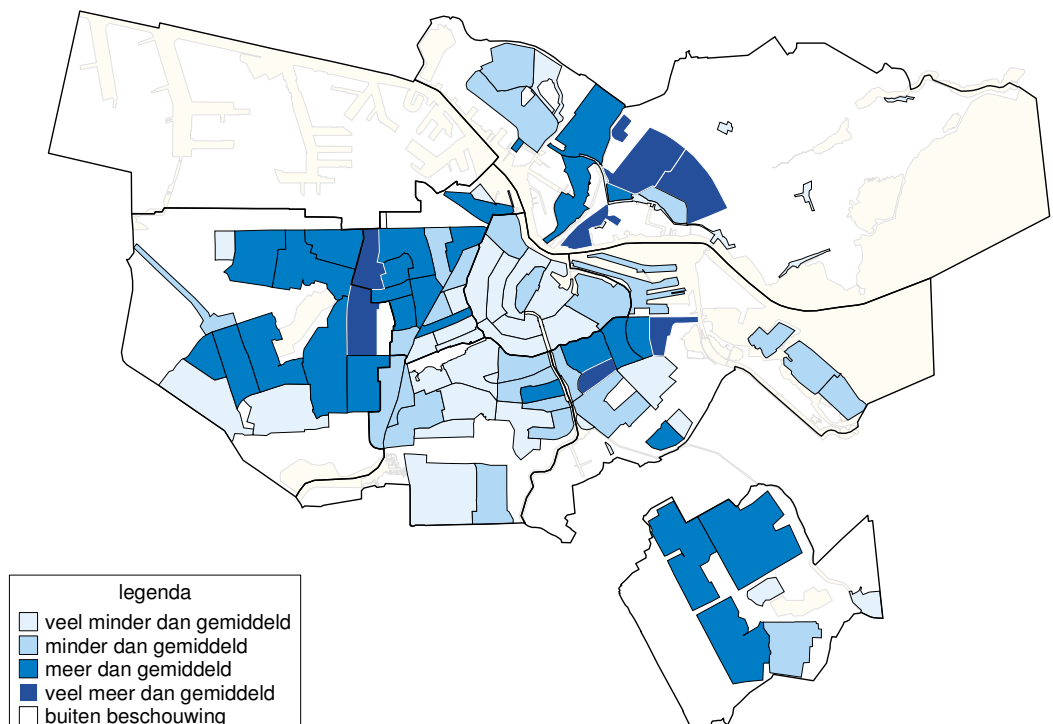 legenda
veel minder dan gemiddeld
minder dan gemiddeld
meer dan gemiddeld
veel meer dan gemiddeld
buiten beschouwing